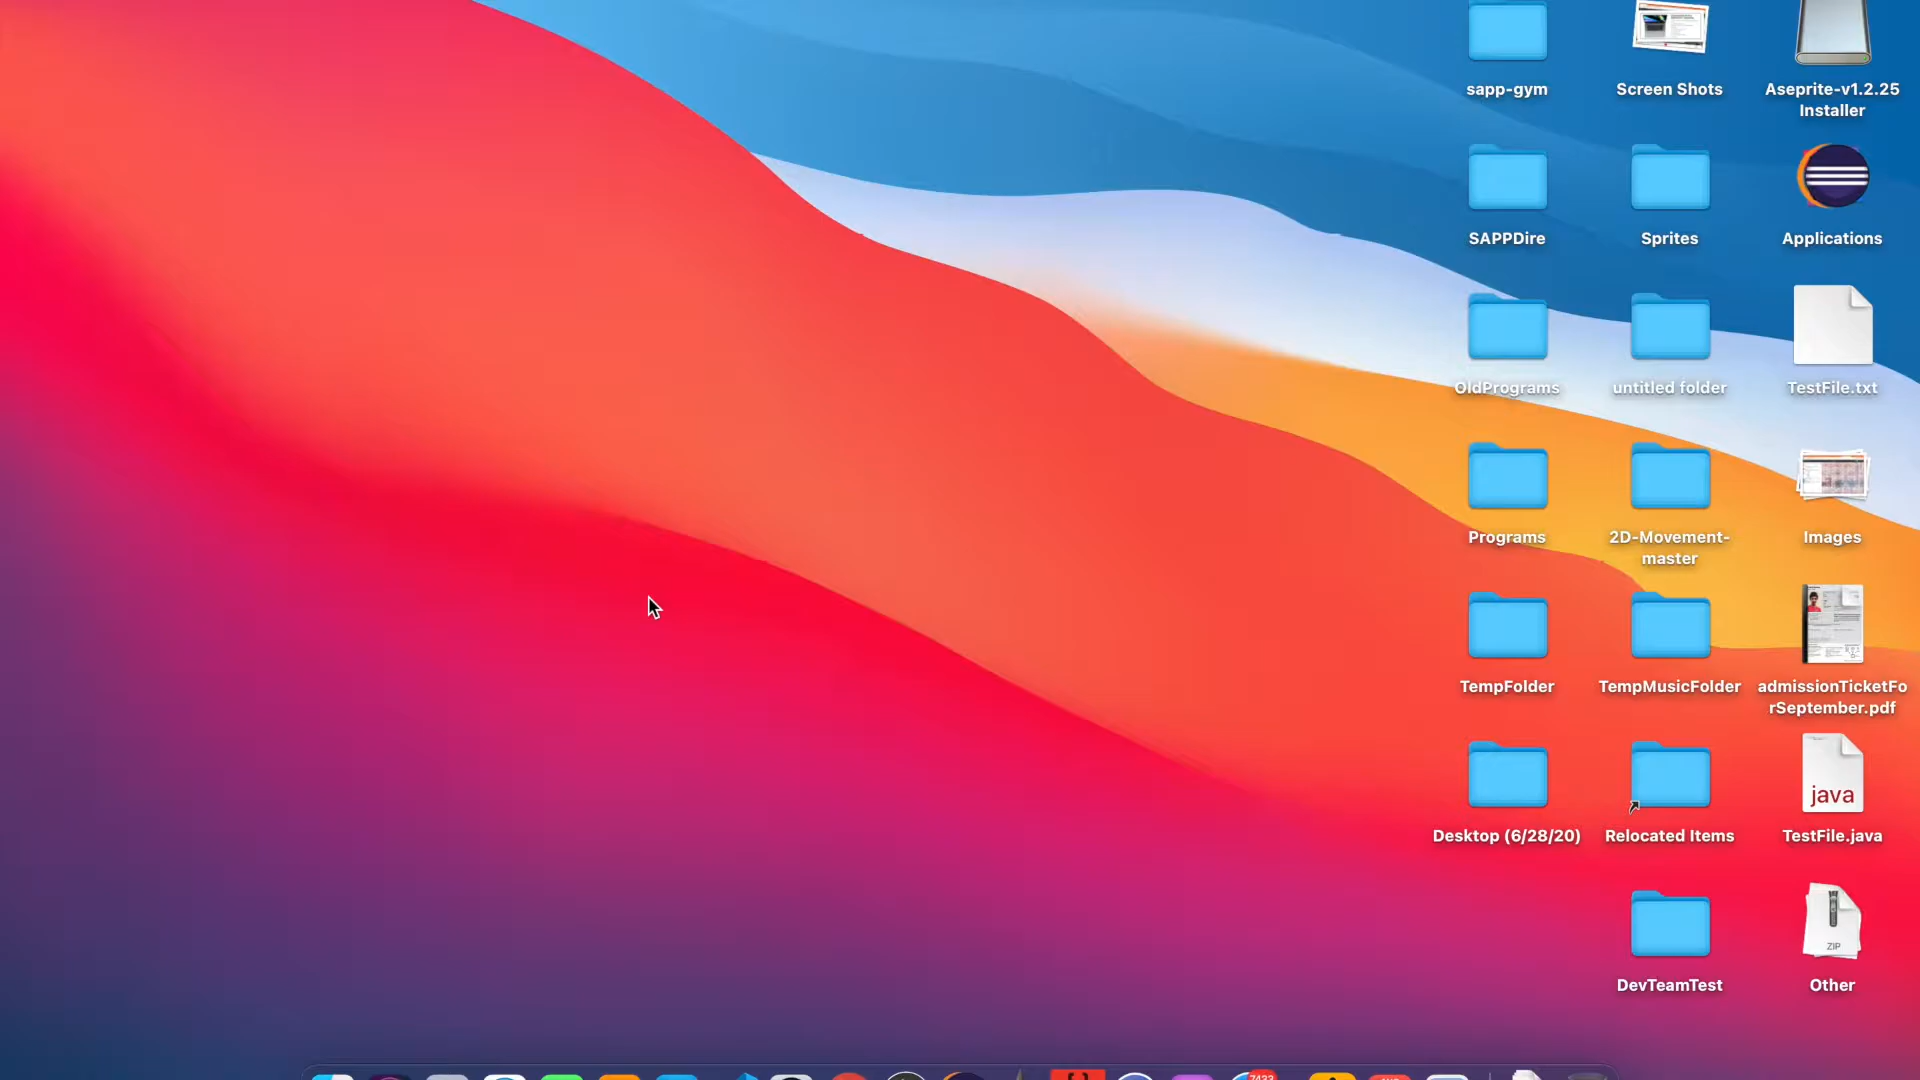 sapp-gym
Screen Shots
Aseprite-v1.2.25
Installer
SAPPDire
Sprites
Applications
OldPrograms
untitled folder
TestFile.txt
Programs
2D-Movement-
master
Images
TempFolder
TempMusicFolder
admissionTicketFo
rSeptember.pdf
java
Desktop (6/28/20)
Relocated Items
TestFile.java
ZIP
DevTeamTest
Other
7433